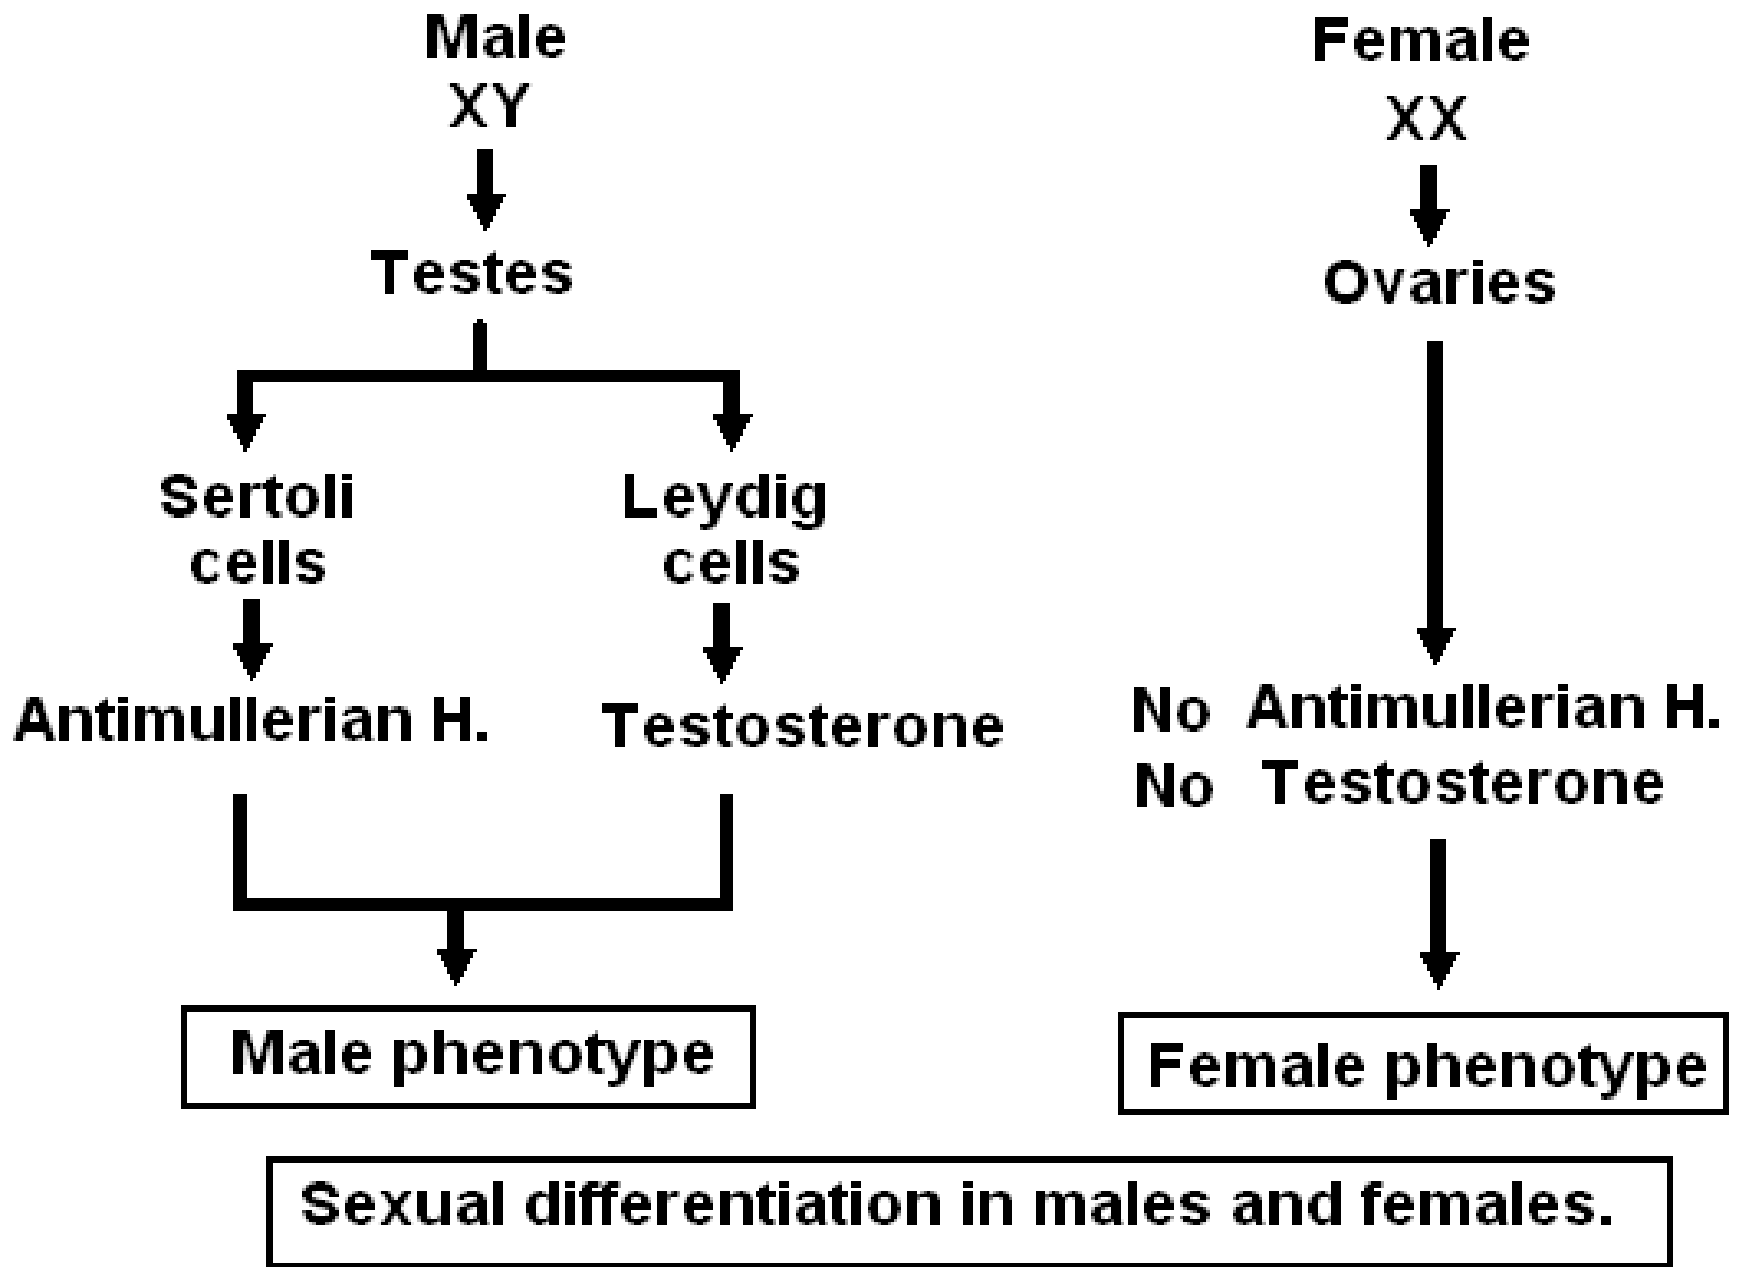 Male
XY
Testes
Sertoli
cells
Leydig
cells
Antimullerian H.
Testosterone
Male phenotype
Female
XX
Ovaries
No Antimullerian H.
No Testosterone
Female phenotype
Sexual differentiation in males and females.